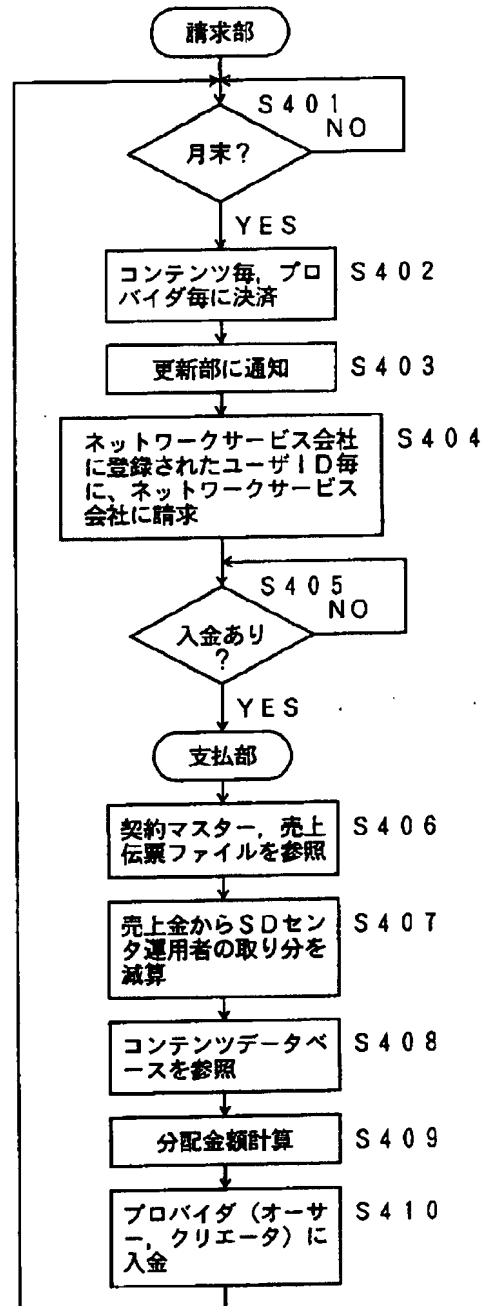 請求部
S401
NO
月末?
YES
コンテンツ毎,プロ
バイダ毎に決済
S402
更新部に通知
S403
ネットワークサービス会社
に登録されたユーザID毎
に、ネットワークサービス
会社に請求
S404
S405
NO
入金あり
?
YES
支払部
契約マスター,売上
伝票ファイルを参照
S406
売上金からSDセン
タ運用者の取り分を
減算
S407
コンテンツデータベ
ースを参照
S408
分配金額計算
S409
プロバイダ(オーサ
ー,クリエータ)に
入金
S410